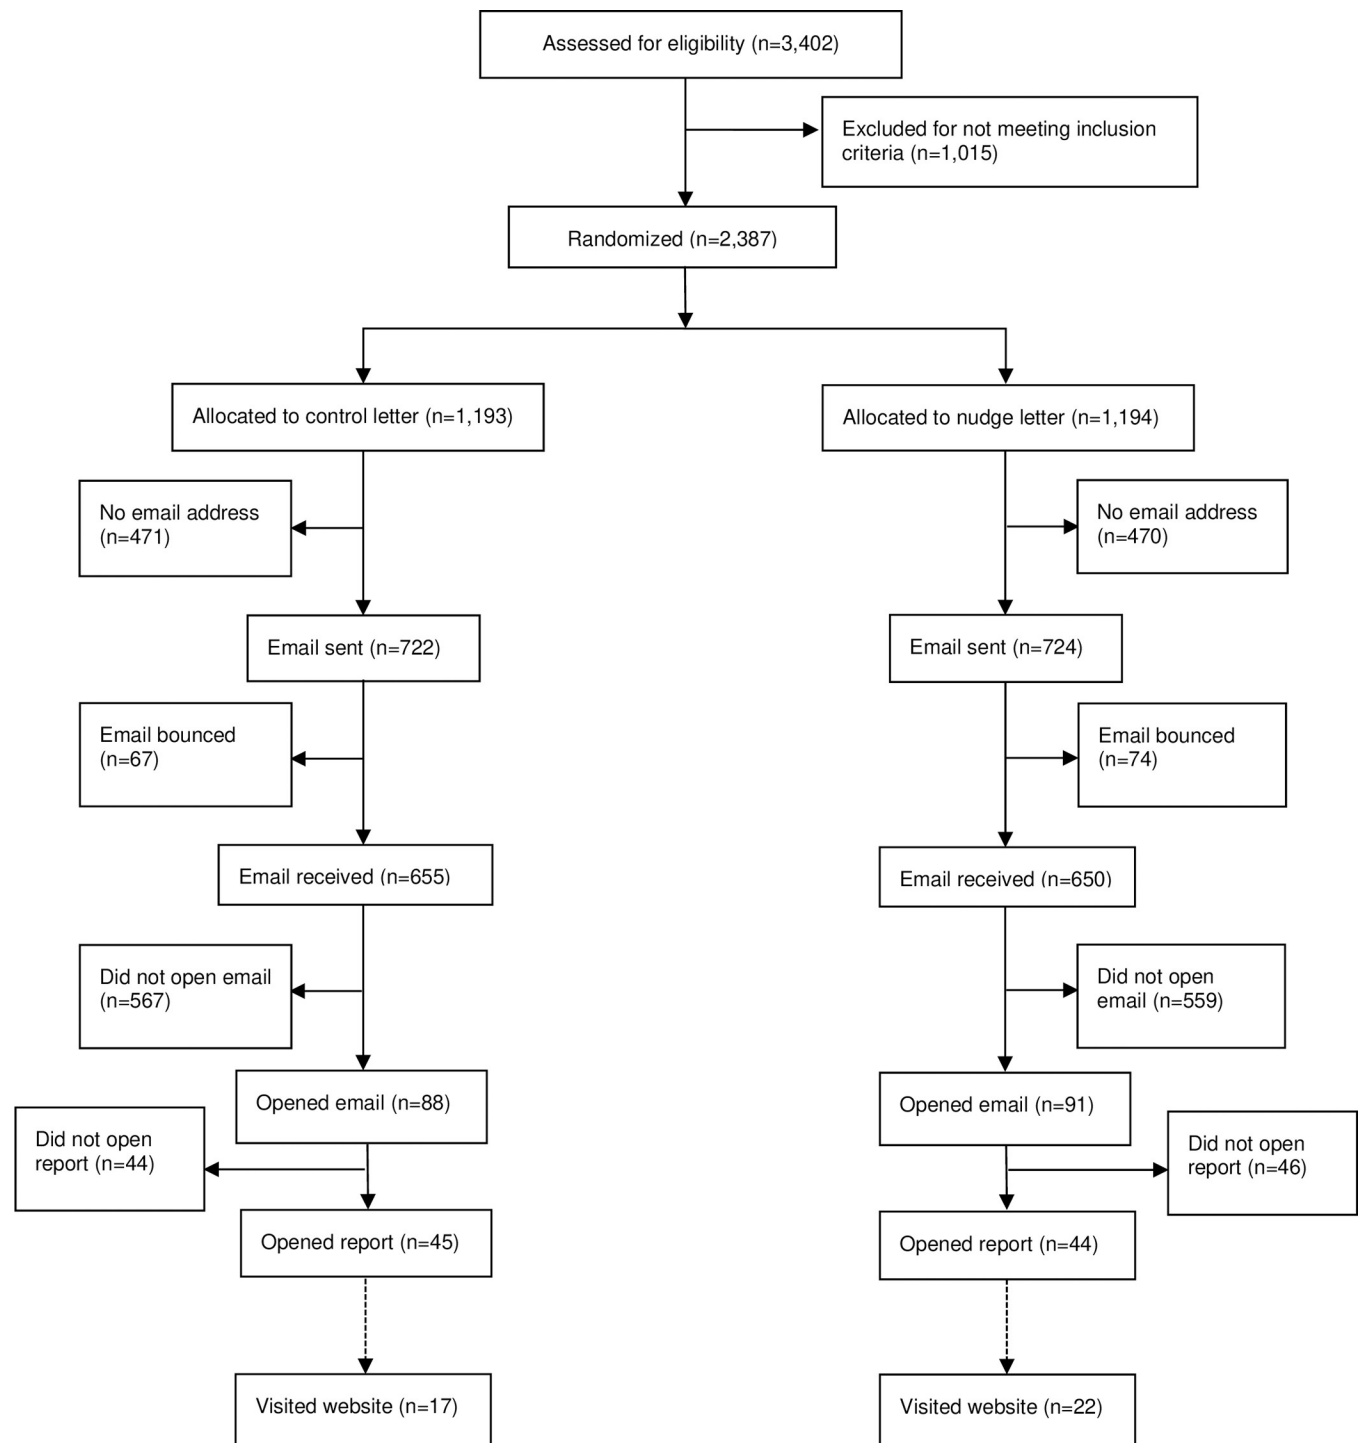 Assessed for eligibility (n=3,402)
Excluded for not meeting inclusion
criteria (n=1,015)
Randomized (n=2,387)
Allocated to control letter (n=1,193)
Allocated to nudge letter (n=1,194)
No email address
(n=471)
No email address
(n=470)
Email sent (n=722)
Email sent (n=724)
Email bounced
(n=67)
Email bounced
(n=74)
Email received (n=655)
Email received (n=650)
Did not open email
(n=567)
Did not open
email (n=559)
Opened email (n=88)
Opened email (n=91)
Did not open
report (n=44)
Did not open
report (n=46)
Opened report (n=45)
Opened report (n=44)
Visited website (n=17)
Visited website (n=22)